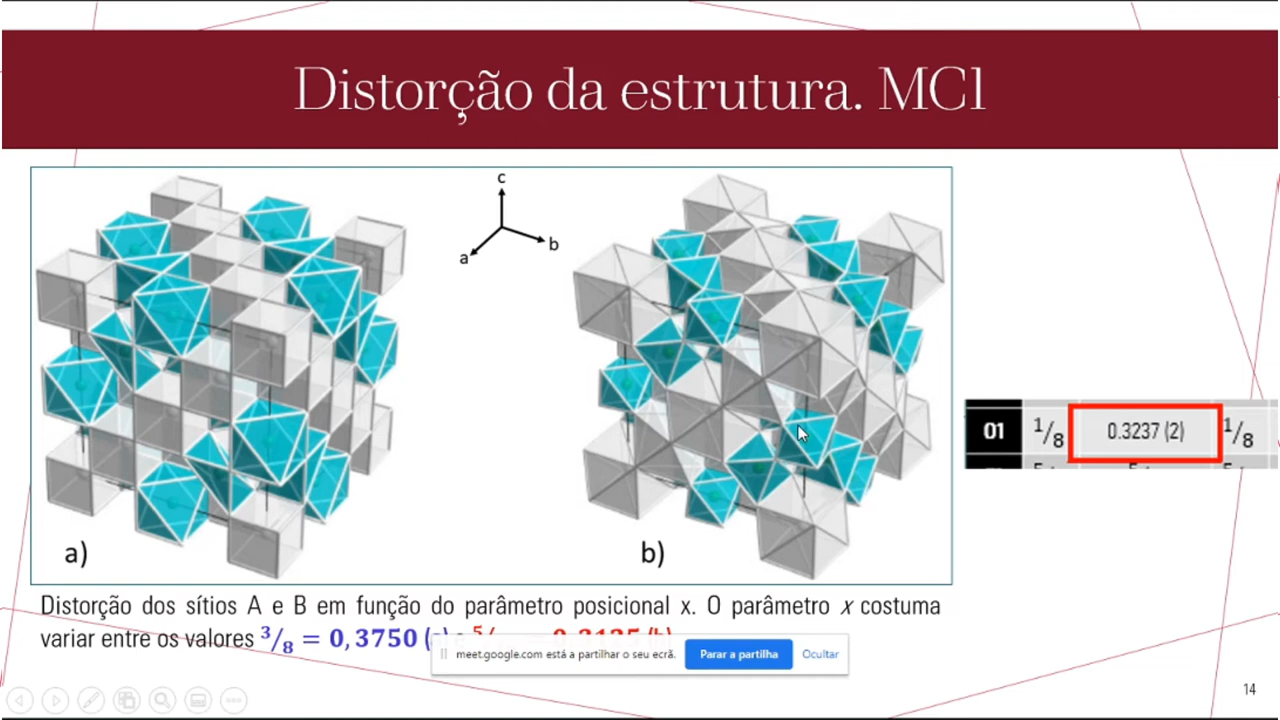 Distorção da estrutura. MC1
c
a
b
a)
b)
01 1/8 0.3237 (2) 1/8
Distorção dos sítios A e B em função do parâmetro posicional x. O parâmetro x costuma
variar entre os valores 3/8 = 0,3750
meet.google.com está a partilhar o seu ecrã. Parar a partilha Ocultar
14